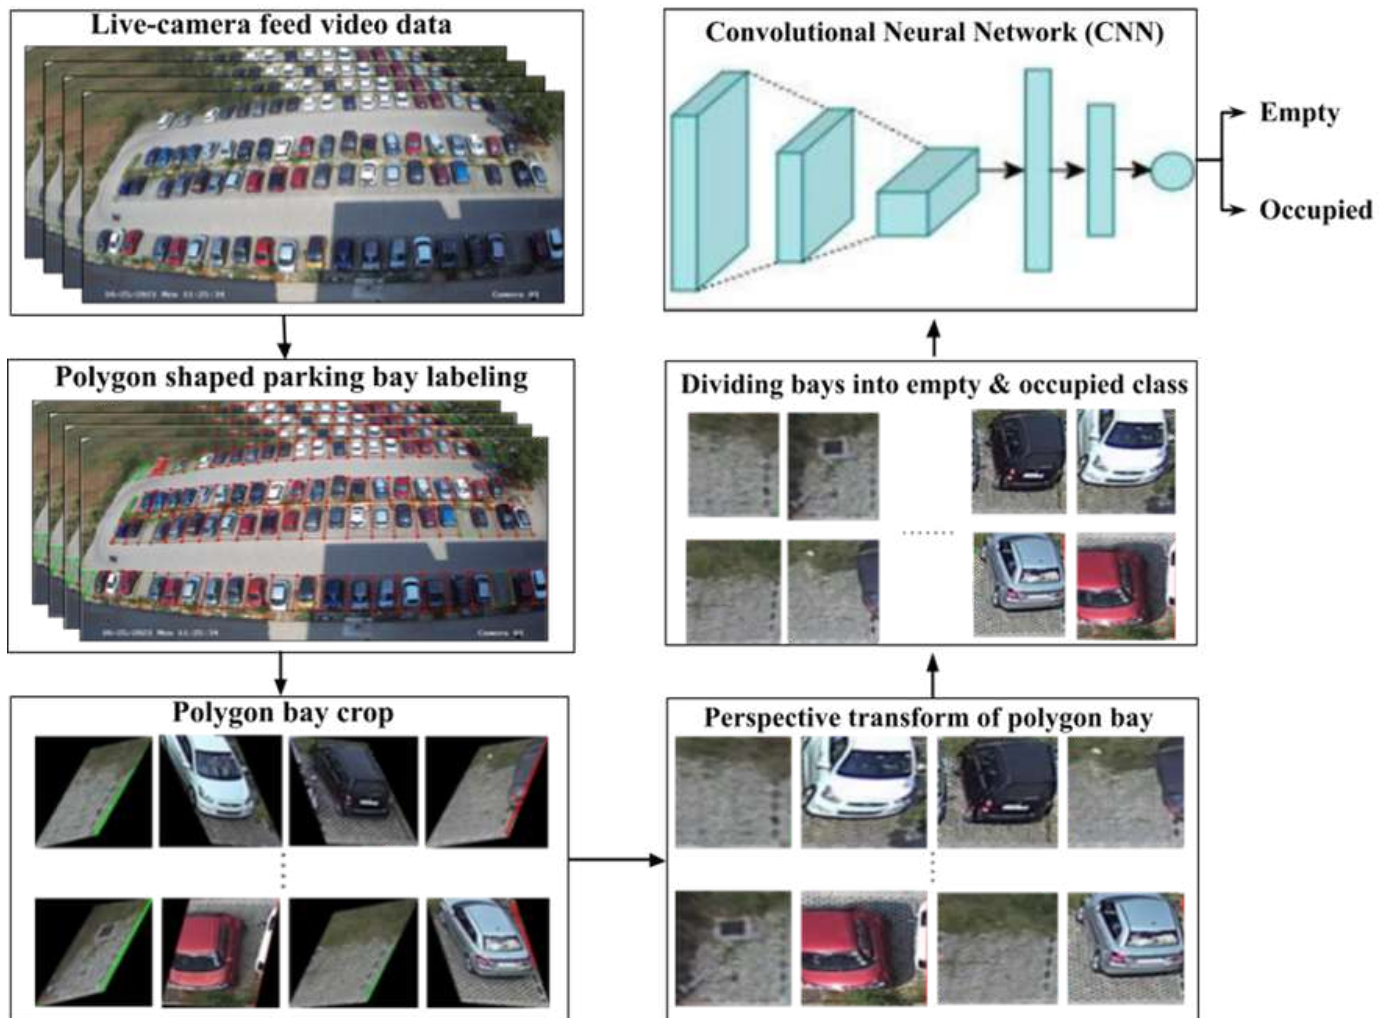 Live-camera feed video data
Polygon shaped parking bay labeling
Polygon bay crop
Perspective transform of polygon bay
Dividing bays into empty & occupied class
Convolutional Neural Network (CNN)
Empty
Occupied